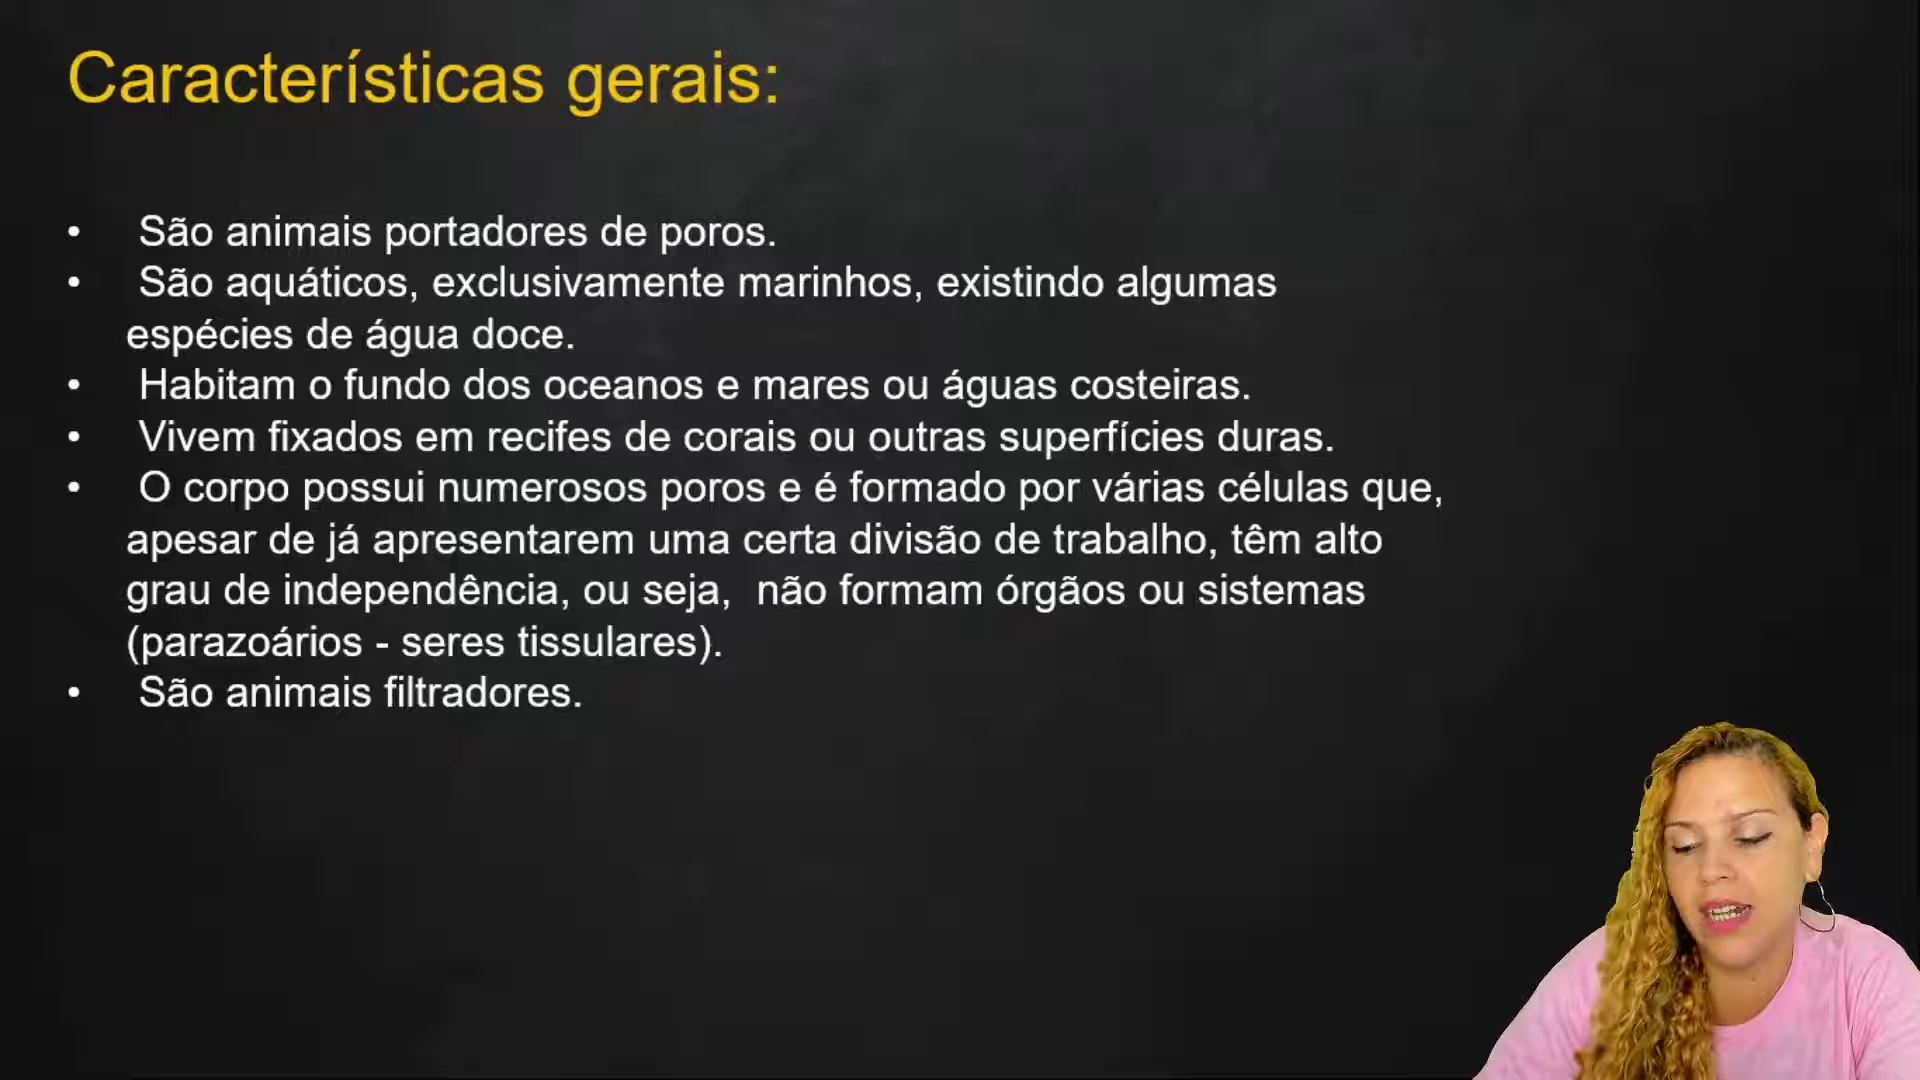 Características gerais:
• São animais portadores de poros.
• São aquáticos, exclusivamente marinhos, existindo algumas
espécies de água doce.
• Habitam o fundo dos oceanos e mares ou águas costeiras.
• Vivem fixados em recifes de corais ou outras superfícies duras.
• O corpo possui numerosos poros e é formado por várias células que,
apesar de já apresentarem uma certa divisão de trabalho, têm alto
grau de independência, ou seja,  não formam órgãos ou sistemas
(parazoários - seres tissulares).
• São animais filtradores.